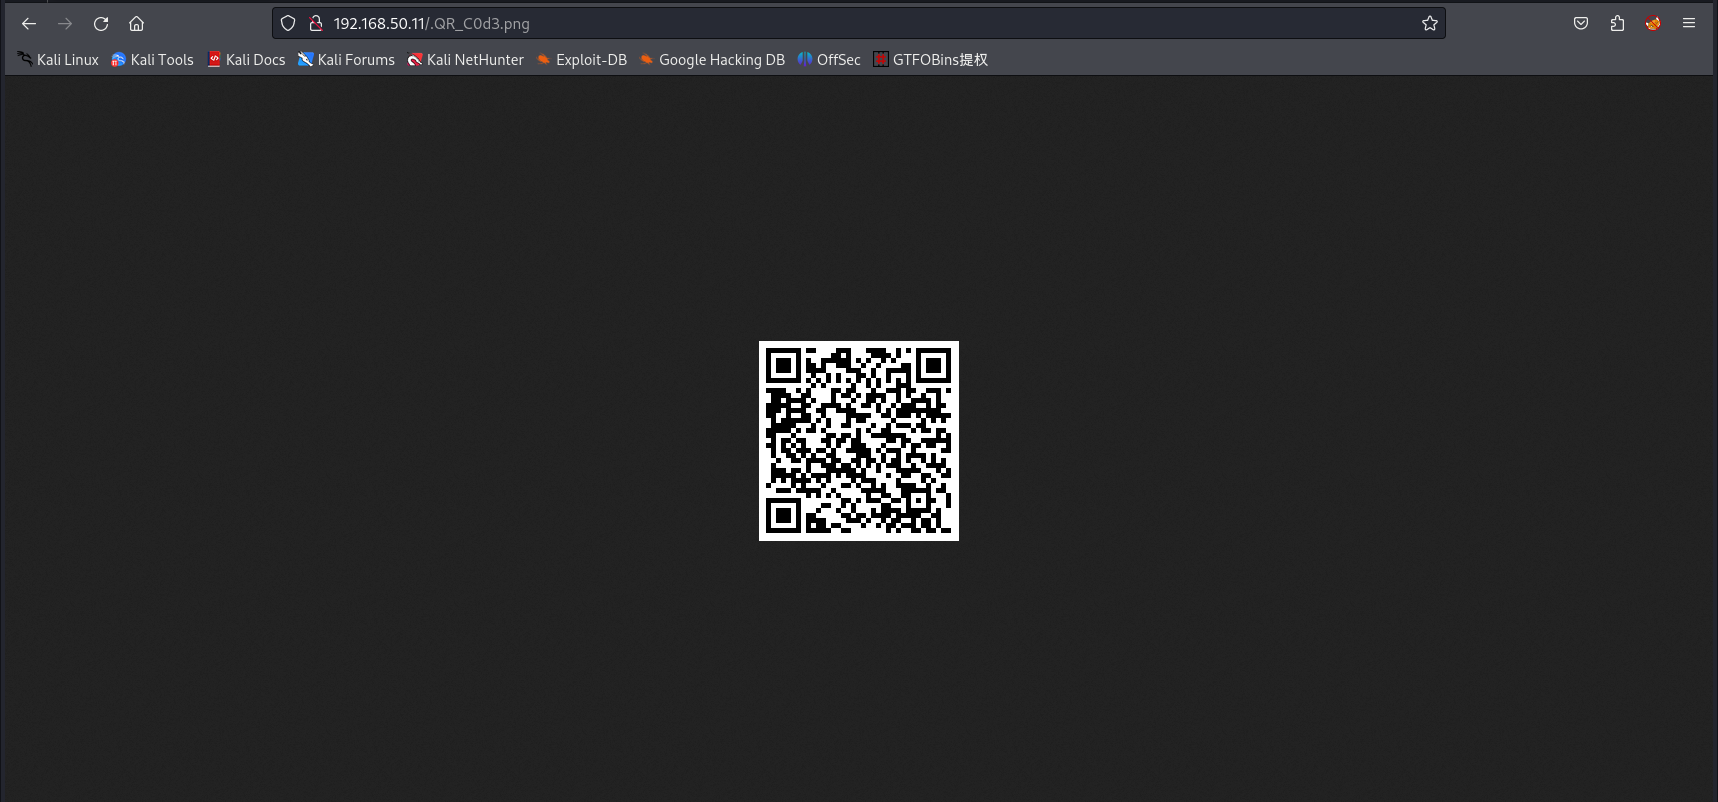 192.168.50.11/.QR_C0d3.png
Kali Linux Kali Tools Kali Docs Kali Forums Kali NetHunter Exploit-DB Google Hacking DB OffSec GTFOBins提权